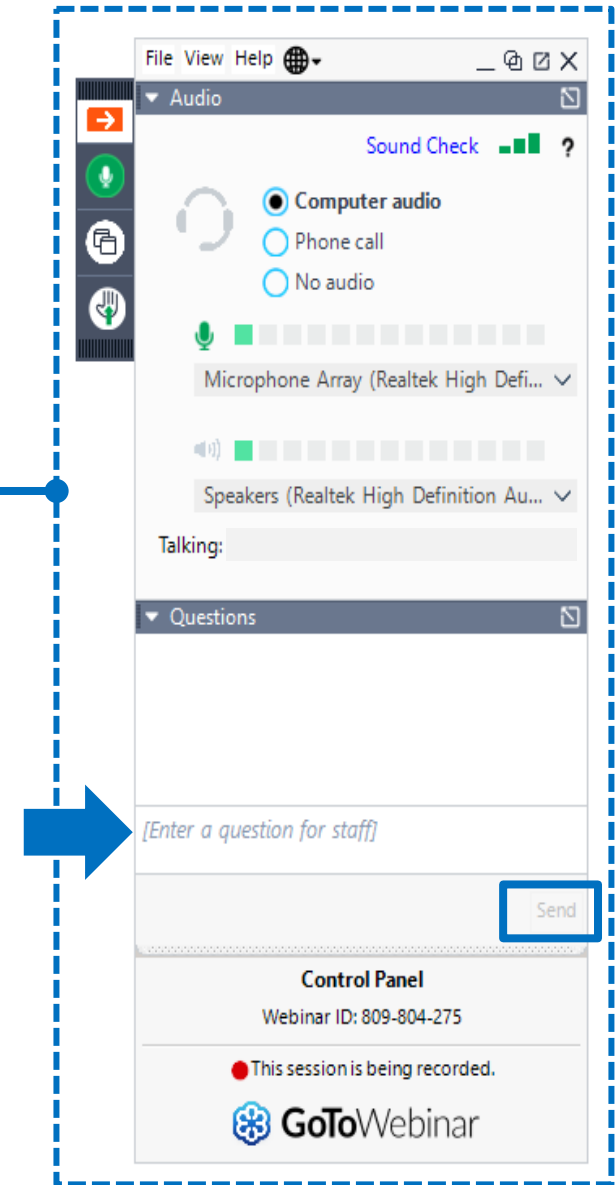 File View Help
Audio
Sound Check ?
Computer audio
Phone call
No audio
Microphone Array (Realtek High Defi...
Speakers (Realtek High Definition Au...
Talking:
Questions
[Enter a question for staff]
Send
Control Panel
Webinar ID: 809-804-275
This session is being recorded.
GoToWebinar